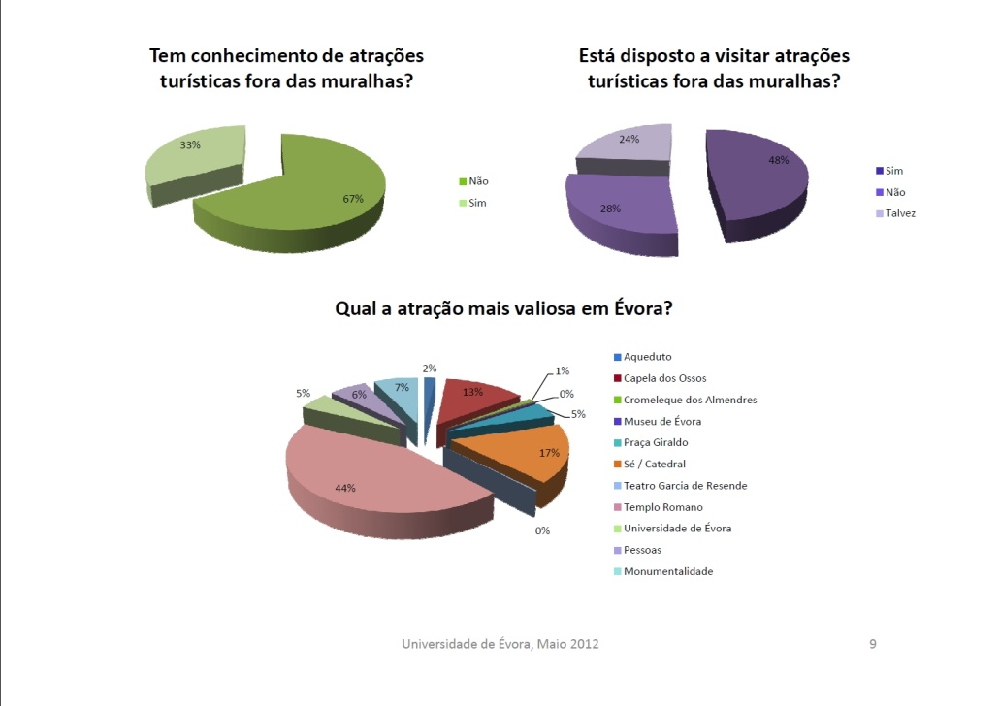 Tem conhecimento de atrações
turísticas fora das muralhas?
33%
67%
Não
Sim
Está disposto a visitar atrações
turísticas fora das muralhas?
24%
48%
28%
Sim
Não
Talvez
Qual a atração mais valiosa em Évora?
2%
13%
1%
0%
5%
17%
0%
44%
5%
6%
7%
Aqueduto
Capela dos Ossos
Cromeleque dos Almendres
Museu de Évora
Praça Giraldo
Sé / Catedral
Teatro Garcia de Resende
Templo Romano
Universidade de Évora
Pessoas
Monumentalidade
Universidade de Évora, Maio 2012
9